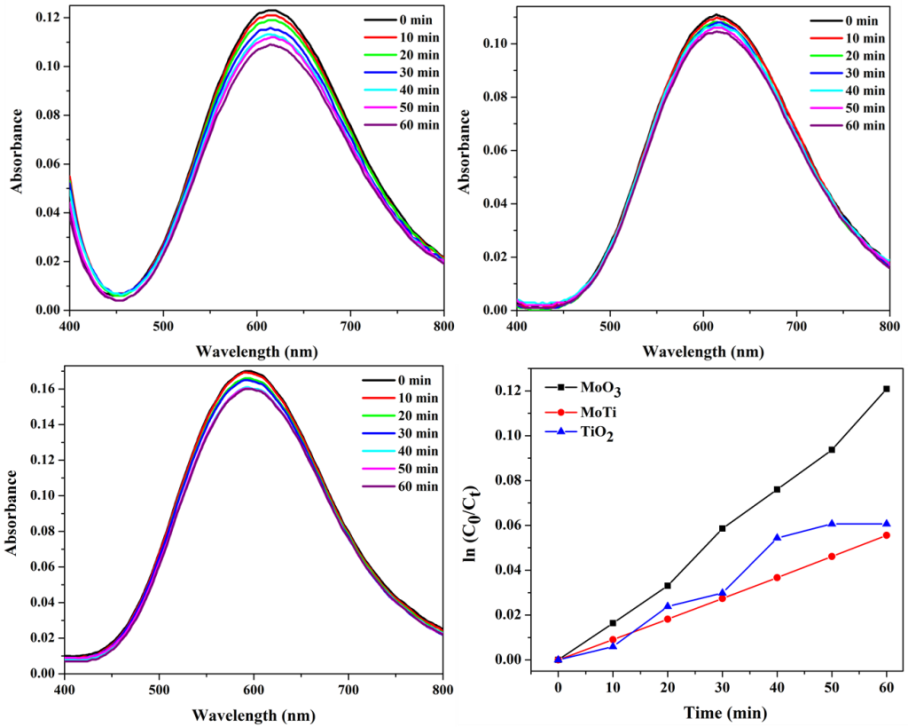 0.12
0.10
0.08
0.06
0.04
0.02
0.00
Absorbance
400
500
600
700
800
Wavelength (nm)
0 min
10 min
20 min
30 min
40 min
50 min
60 min
0.10
0.08
0.06
0.04
0.02
0.00
Absorbance
400
500
600
700
800
Wavelength (nm)
0 min
10 min
20 min
30 min
40 min
50 min
60 min
0.16
0.14
0.12
0.10
0.08
0.06
0.04
0.02
0.00
Absorbance
400
500
600
700
800
Wavelength (nm)
0 min
10 min
20 min
30 min
40 min
50 min
60 min
0.12
0.10
0.08
0.06
0.04
0.02
0.00
ln (C₀/Cₜ)
0
10
20
30
40
50
60
Time (min)
MoO₃
MoTi
TiO₂